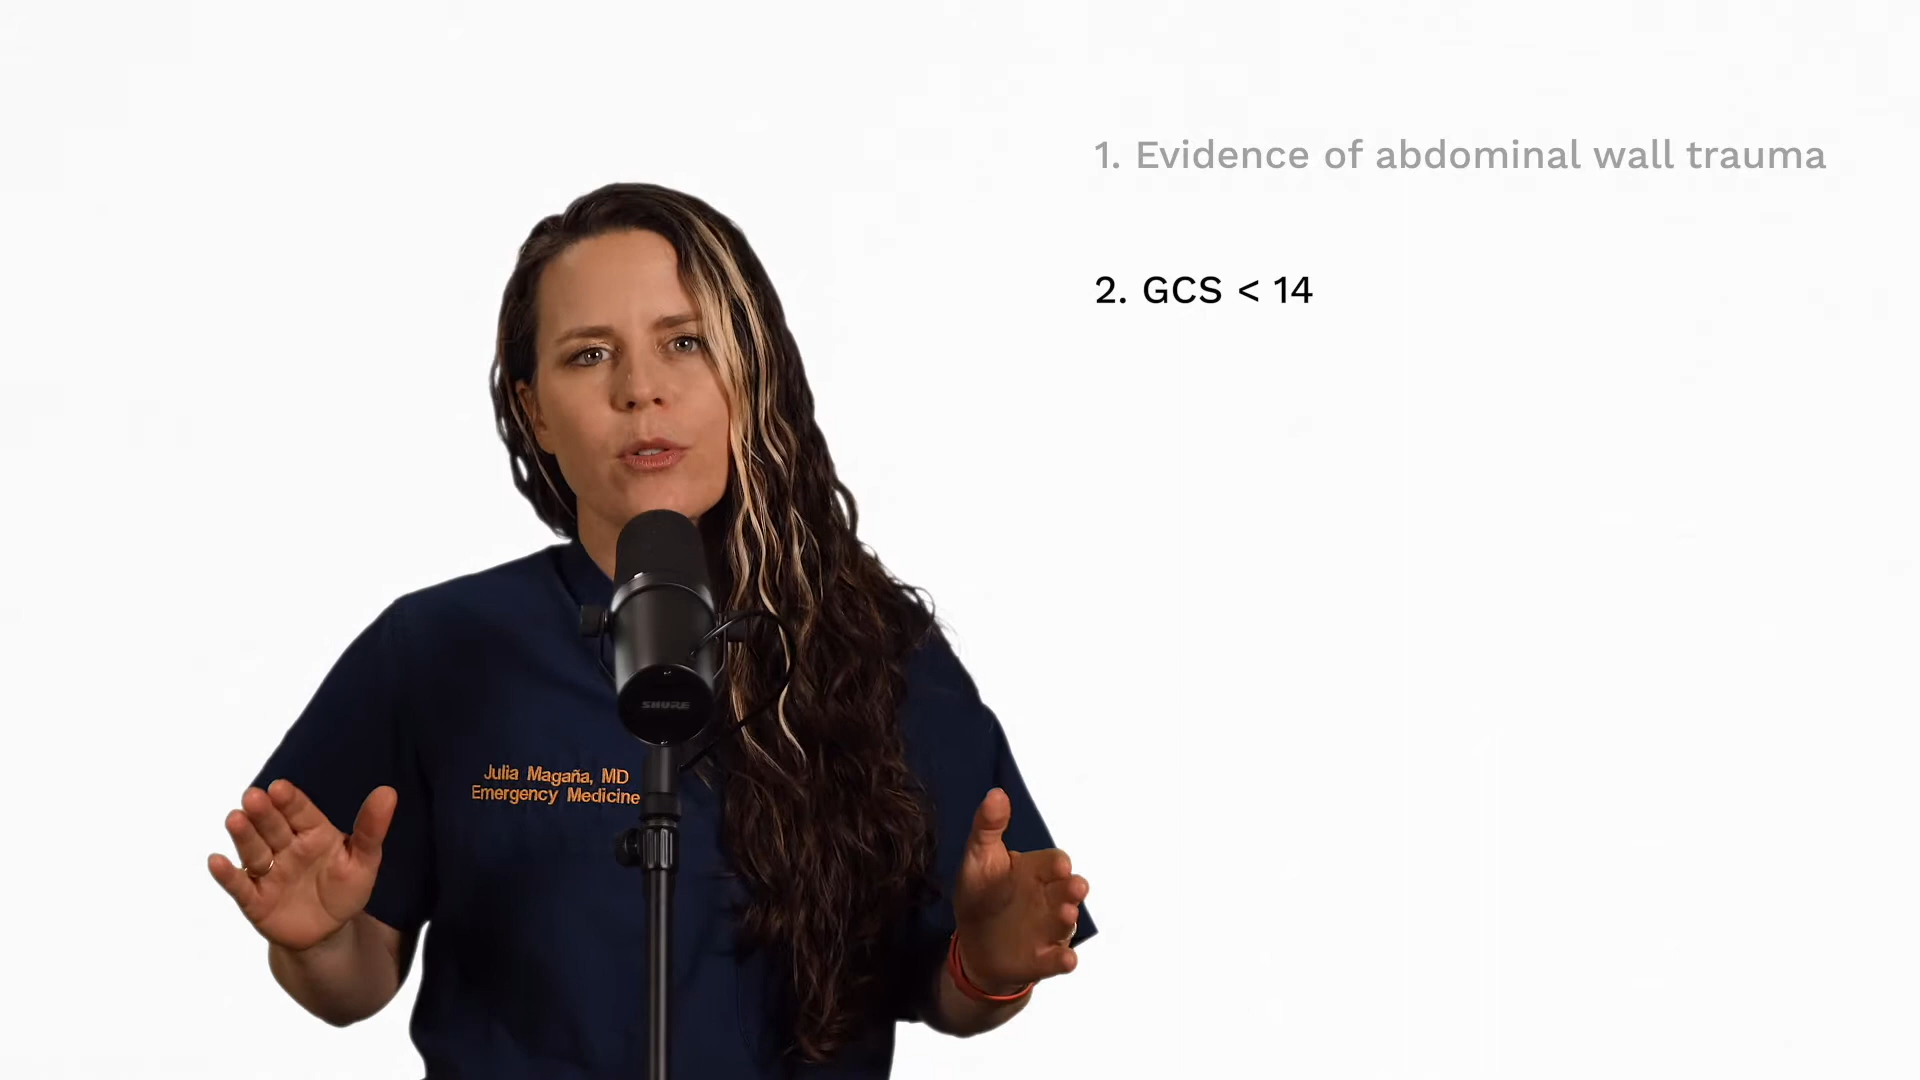 1. Evidence of abdominal wall trauma
2. GCS < 14
SHURE
Julia Magaña, MD
Emergency Medicine